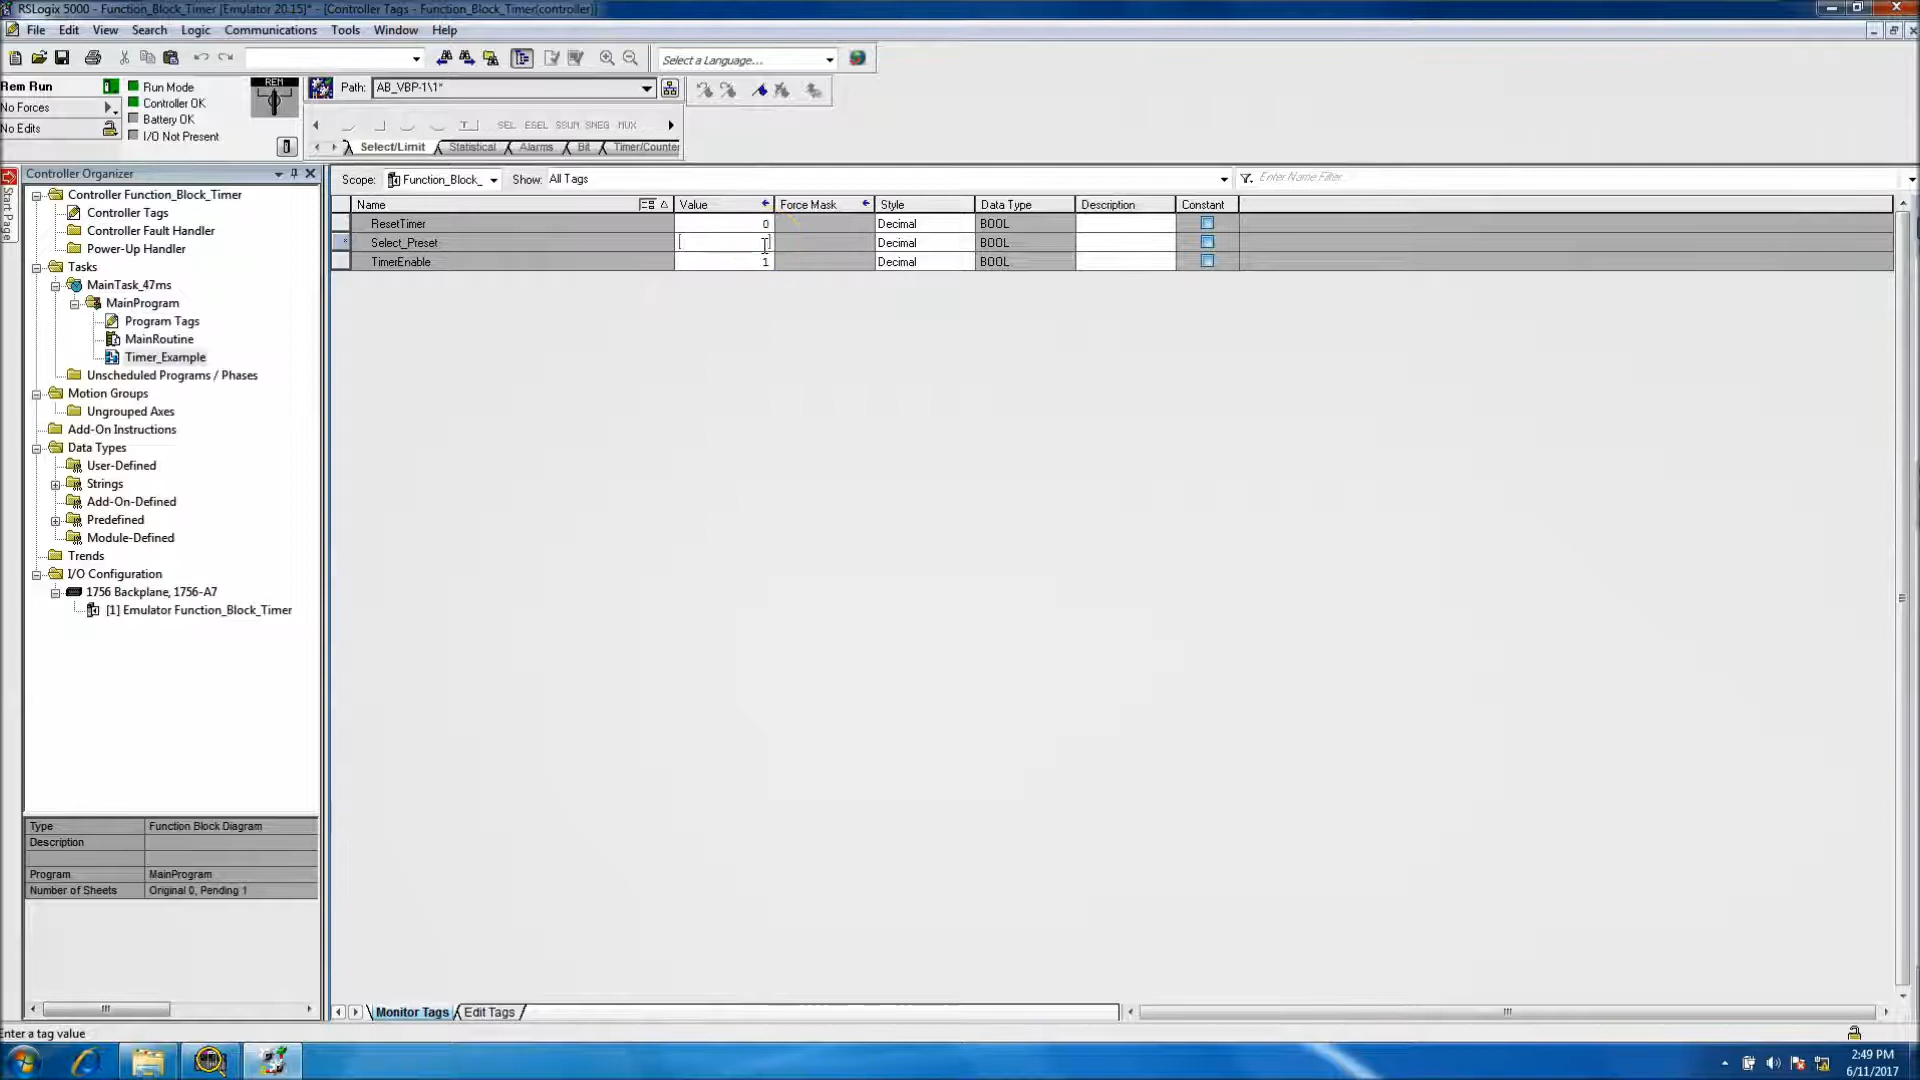 RSLogix 5000 - Function_Block_Timer [Emulator 20.15]* - [Controller Tags - Function_Block_Timer(controller)]
File Edit View Search Logic Communications Tools Window Help
Select a Language...
Rem Run
Run Mode
REM
Path: AB_VBP-1\1*
No Forces
Controller OK
Battery OK
No Edits
I/O Not Present
SEL ESEL SSUM SNEG MUX
Select/Limit Statistical Alarms Bit Timer/Counter
Start Page
Controller Organizer
Scope: Function_Block_ Show: All Tags
Enter Name Filter...
Name Value Force Mask Style Data Type Description Constant
ResetTimer 0 Decimal BOOL
Select_Preset Decimal BOOL
TimerEnable 1 Decimal BOOL
Controller Function_Block_Timer
Controller Tags
Controller Fault Handler
Power-Up Handler
Tasks
MainTask_47ms
MainProgram
Program Tags
MainRoutine
Timer_Example
Unscheduled Programs / Phases
Motion Groups
Ungrouped Axes
Add-On Instructions
Data Types
User-Defined
Strings
Add-On-Defined
Predefined
Module-Defined
Trends
I/O Configuration
1756 Backplane, 1756-A7
[1] Emulator Function_Block_Timer
Type Function Block Diagram
Description
Program MainProgram
Number of Sheets Original 0, Pending 1
Monitor Tags Edit Tags
Enter a tag value
2:49 PM
6/11/2017